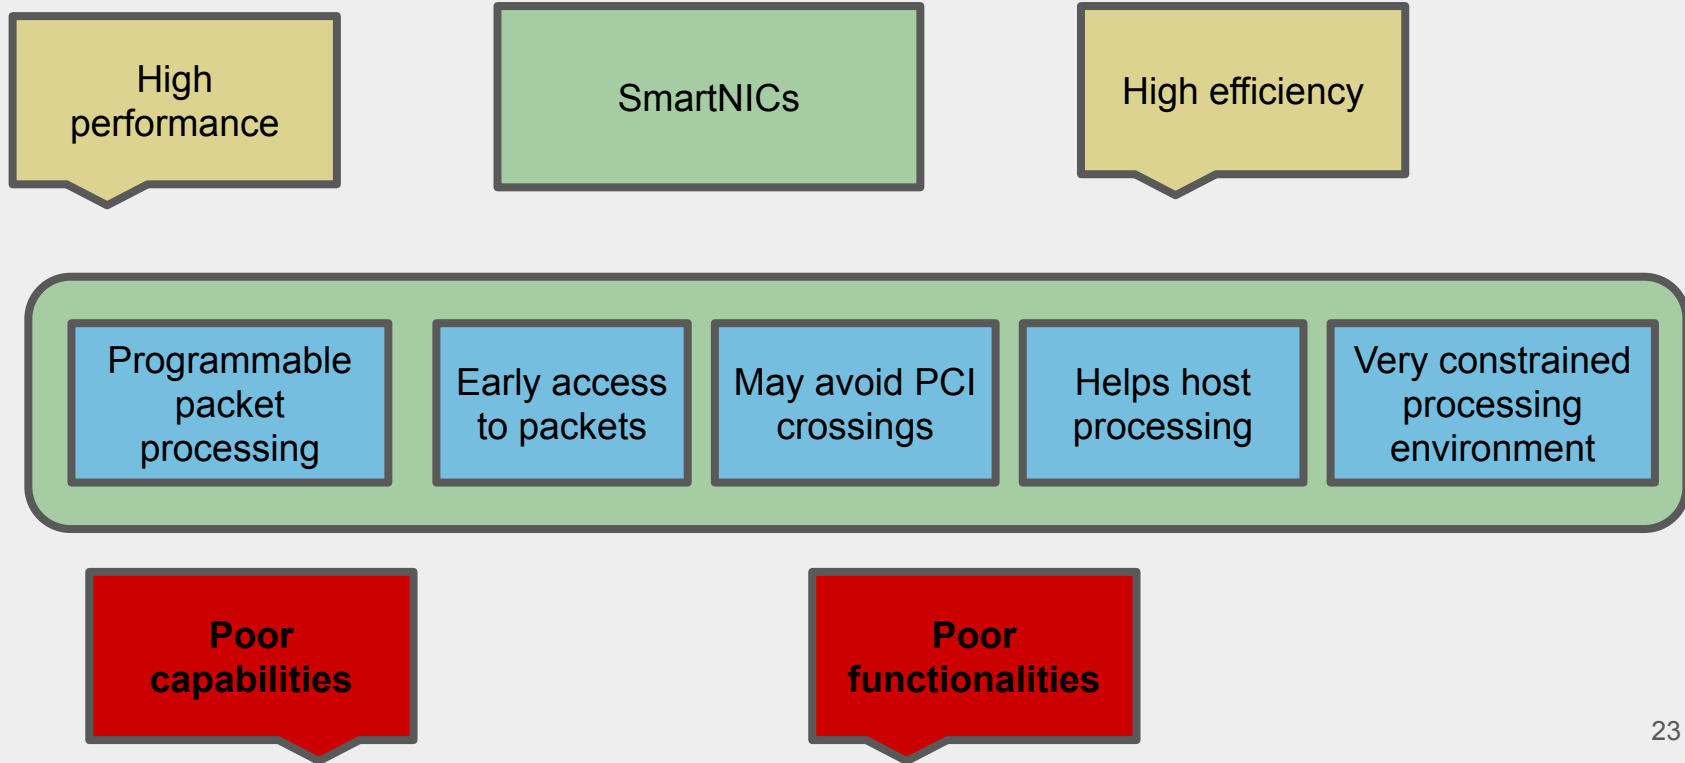 High
performance
SmartNICs
High efficiency
Programmable
packet
processing
Early access
to packets
May avoid PCI
crossings
Helps host
processing
Very constrained
processing
environment
Poor
capabilities
Poor
functionalities
23